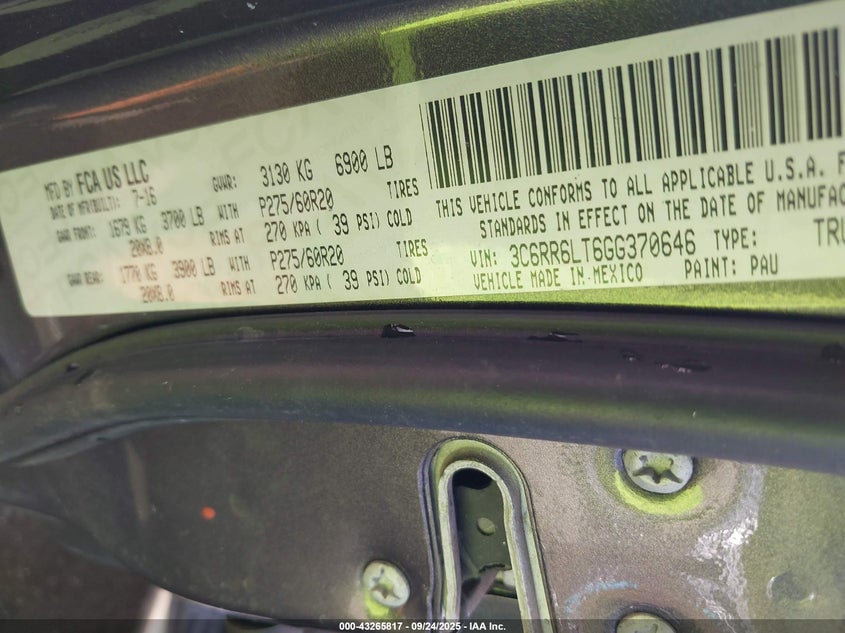 MFD BY FCA US LLC
DATE OF MFR(BUILT): 7-16 GVWR: 3130 KG 6900 LB
GAWR FRONT: 1679 KG 3700 LB WITH P275/60R20 TIRES
20X8.0 RIMS AT 270 KPA ( 39 PSI) COLD
GAWR REAR: 1770 KG 3900 LB WITH P275/60R20 TIRES
20X8.0 RIMS AT 270 KPA ( 39 PSI) COLD
THIS VEHICLE CONFORMS TO ALL APPLICABLE U.S.A. F
STANDARDS IN EFFECT ON THE DATE OF MANUFAC
VIN: 3C6RR6LT6GG370646 TYPE: TRU
VEHICLE MADE IN:MEXICO PAINT: PAU
000-43265817 - 09/24/2025 - IAA Inc.